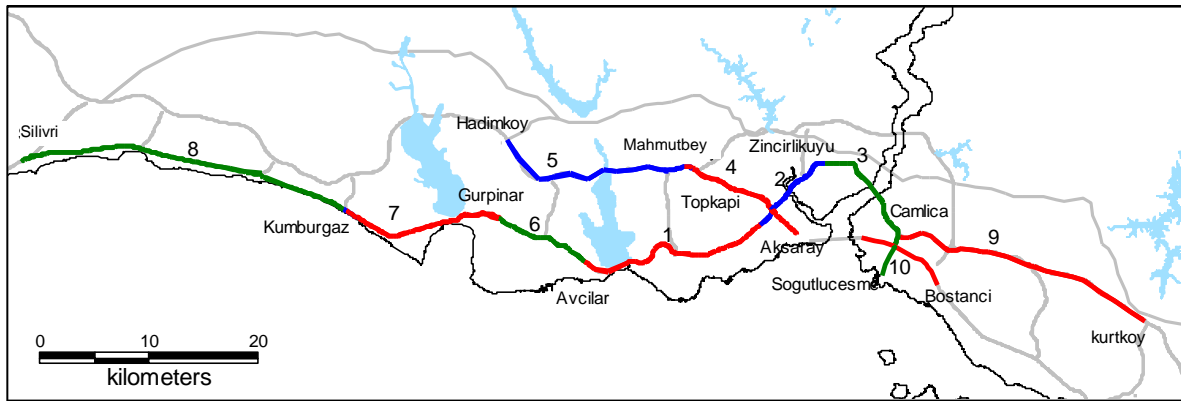 ;Silivri
8
Hadimkoy
Mahmutbey
Zincirlikuyu
3
5
4
2
Gurpinar
Topkapi
Camlica
Kumburgaz
7
6
1
Aksaray
9
Avcilar
Sogutlucesme
10
Bostanci
kurtkoy
0 10 20
kilometers